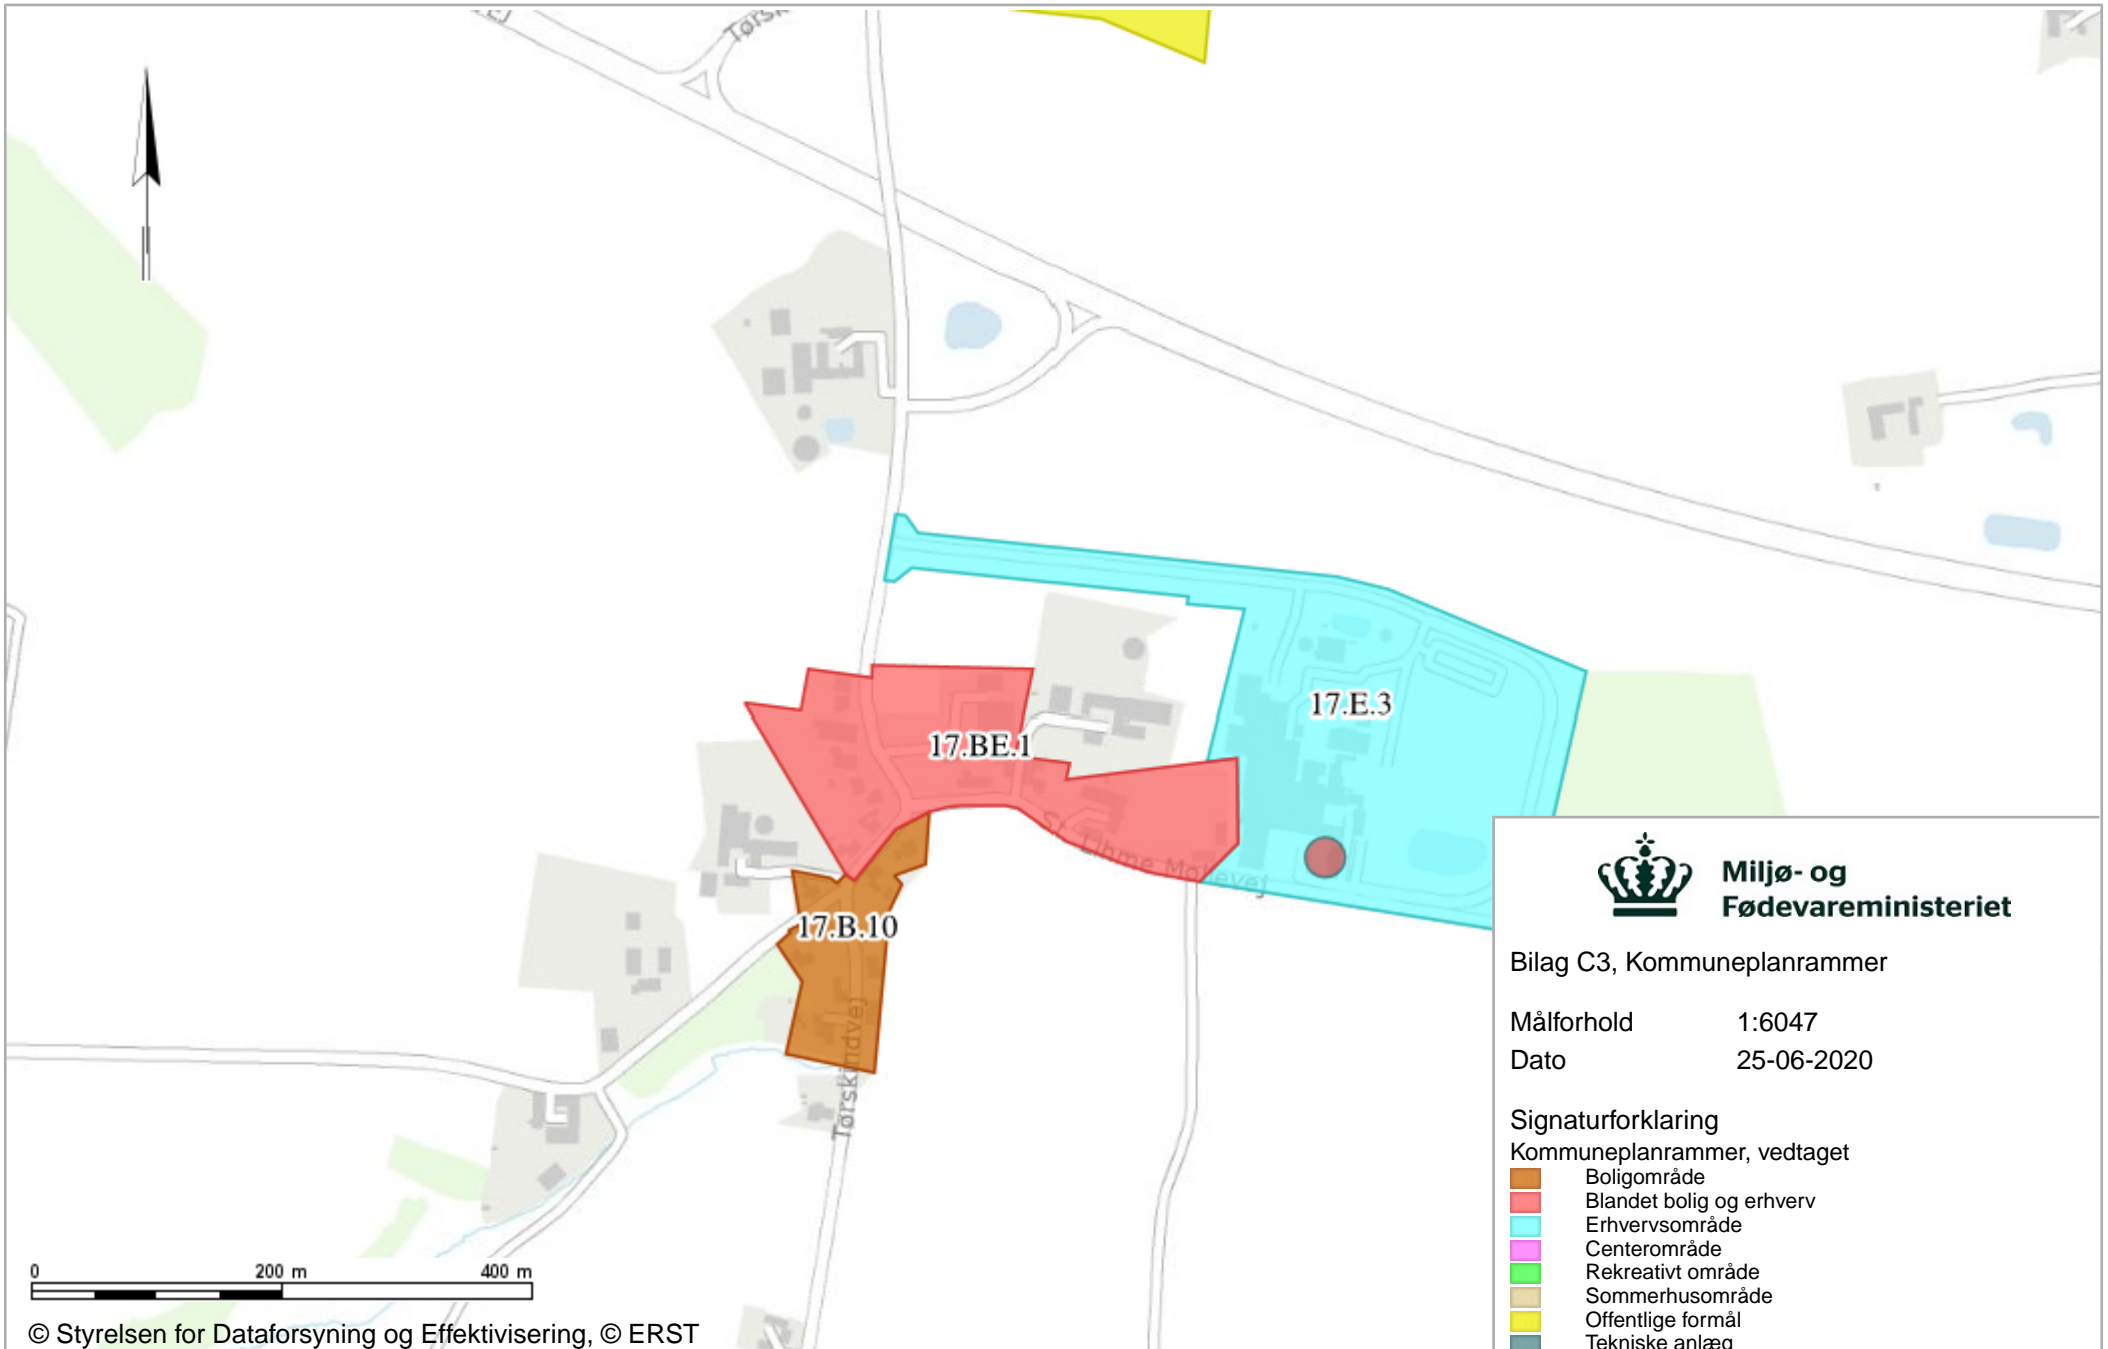 Tørsk
17.E.3
17.BE.1
St. Lihme Møllevej
17.B.10
Tørskindvej
0 200 m 400 m
© Styrelsen for Dataforsyning og Effektivisering, © ERST
Miljø- og
Fødevareministeriet
Bilag C3, Kommuneplanrammer
Målforhold 1:6047
Dato 25-06-2020
Signaturforklaring
Kommuneplanrammer, vedtaget
Boligområde
Blandet bolig og erhverv
Erhvervsområde
Centerområde
Rekreativt område
Sommerhusområde
Offentlige formål
Tekniske anlæg